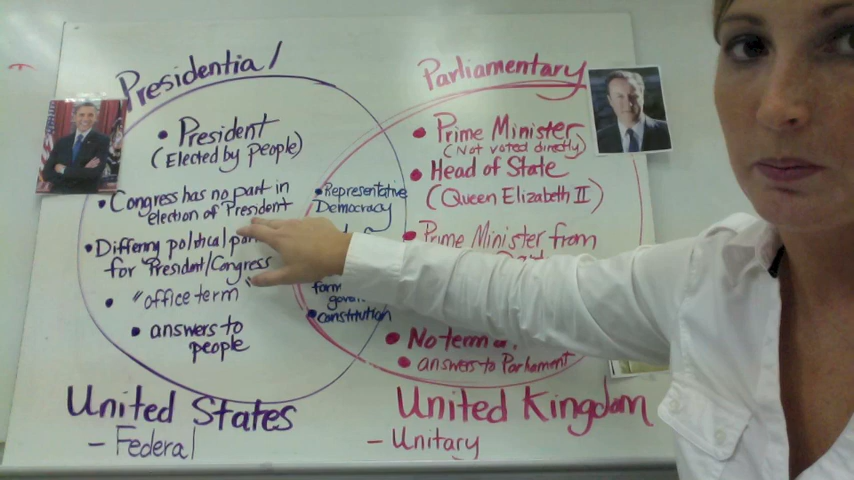 Presidential
Parliamentary
• President
(Elected by people)
• Congress has no part in
election of President
• Differing political
for President/Congress
• "office term"
• answers to
people
• Representative
Democracy
form
• constitution
• Prime Minister
(Not voted directly)
• Head of State
(Queen Elizabeth II)
• Prime Minister from
• No term
• answers to Parliament
United States
- Federal
United Kingdom
- Unitary